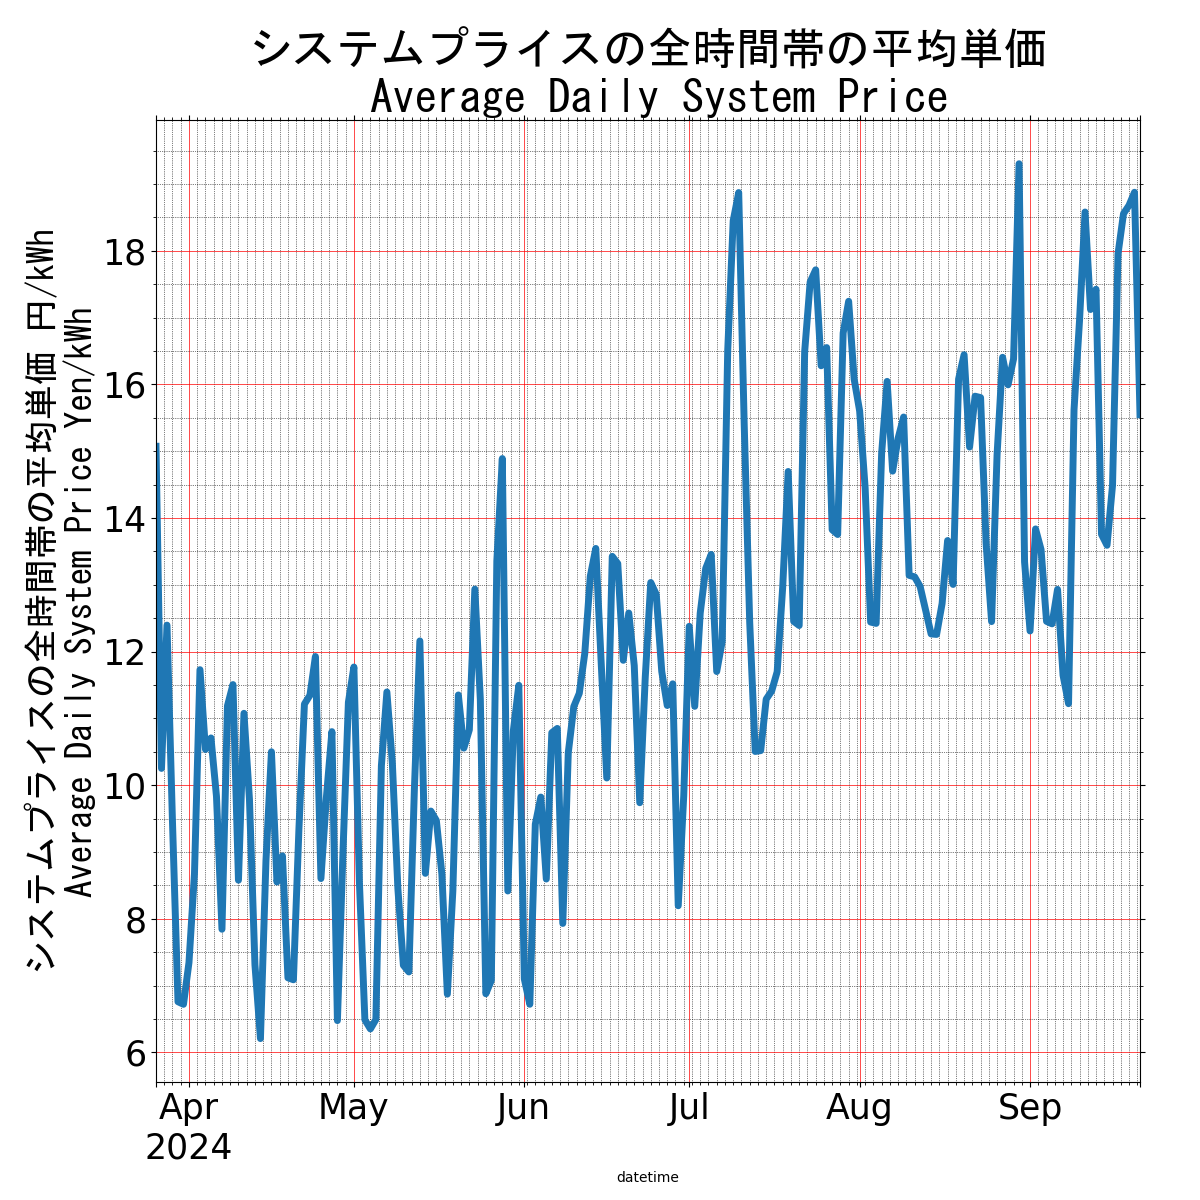 システムプライスの全時間帯の平均単価
Average Daily System Price
システムプライスの全時間帯の平均単価 円/kWh
Average Daily System Price Yen/kWh
18
16
14
12
10
8
6
Apr
May
Jun
Jul
Aug
Sep
2024
datetime